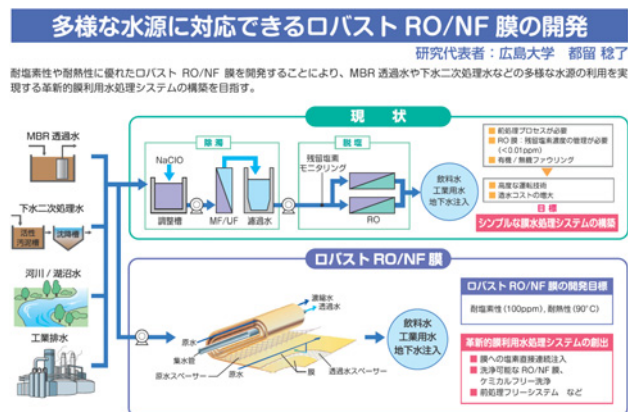 多様な水源に対応できるロバスト RO/NF 膜の開発
研究代表者：広島大学　都留 稔了
耐塩素性や耐熱性に優れたロバスト RO/NF 膜を開発することにより、MBR 透過水や下水二次処理水などの多様な水源の利用を実
現する革新的膜利用水処理システムの構築を目指す。
MBR 透過水
下水二次処理水
活性
汚泥槽
沈降槽
河川 / 湖沼水
工業排水
現　状
除 濁
脱 塩
NaClO
調整槽
MF/UF
濾過水
残留塩素
モニタリング
RO
飲料水
工業用水
地下水注入
■ 前処理プロセスが必要
■ RO 膜：残留塩素濃度の管理が必要
(<0.01ppm)
■ 有機 / 無機ファウリング
■ 高度な運転技術
■ 造水コストの増大
目 標
シンプルな膜水処理システムの構築
ロバスト RO/NF 膜
濃縮水
透過水
原水
集水管
原水スペーサー
原水
膜
透過水スペーサー
飲料水
工業用水
地下水注入
ロバスト RO/NF 膜の開発目標
耐塩素性 (100ppm)、耐熱性 (90℃)
革新的膜利用水処理システムの創出
■ 膜への塩素直接連続注入
■ 洗浄可能な RO/NF 膜、
ケミカルフリー洗浄
■ 前処理フリーシステム　など